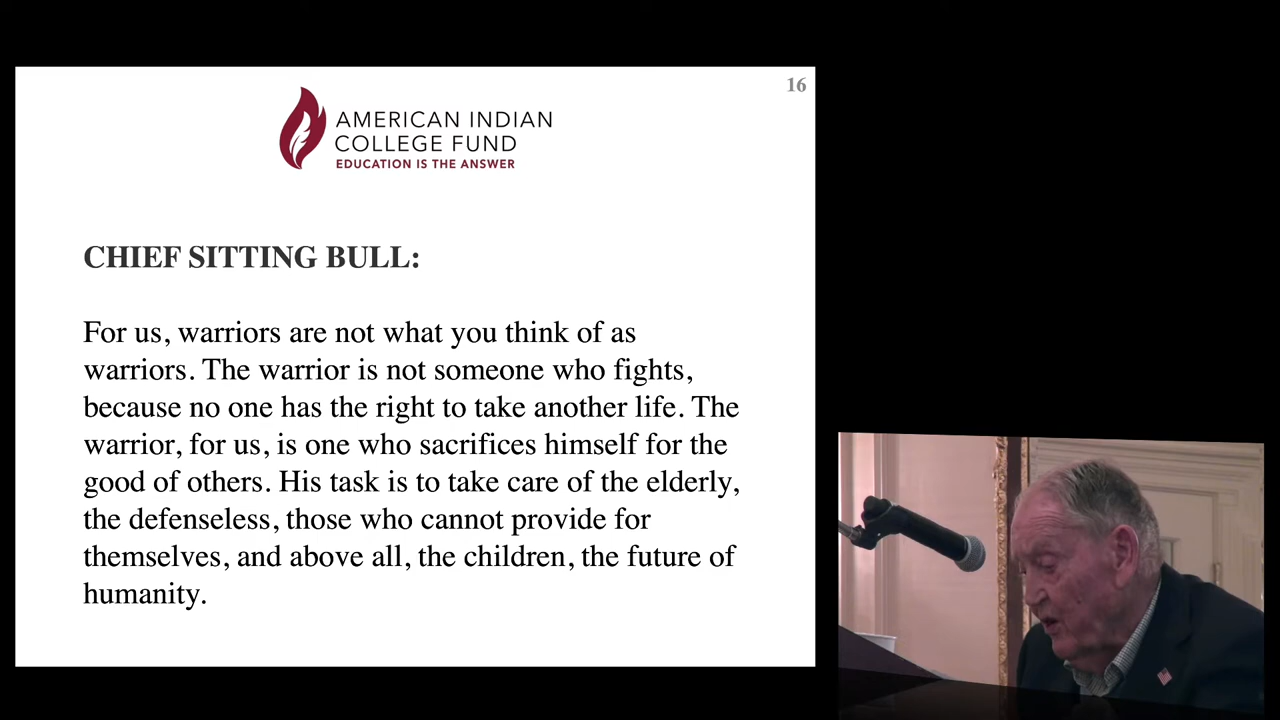 16
AMERICAN INDIAN
COLLEGE FUND
EDUCATION IS THE ANSWER
CHIEF SITTING BULL:
For us, warriors are not what you think of as
warriors. The warrior is not someone who fights,
because no one has the right to take another life. The
warrior, for us, is one who sacrifices himself for the
good of others. His task is to take care of the elderly,
the defenseless, those who cannot provide for
themselves, and above all, the children, the future of
humanity.